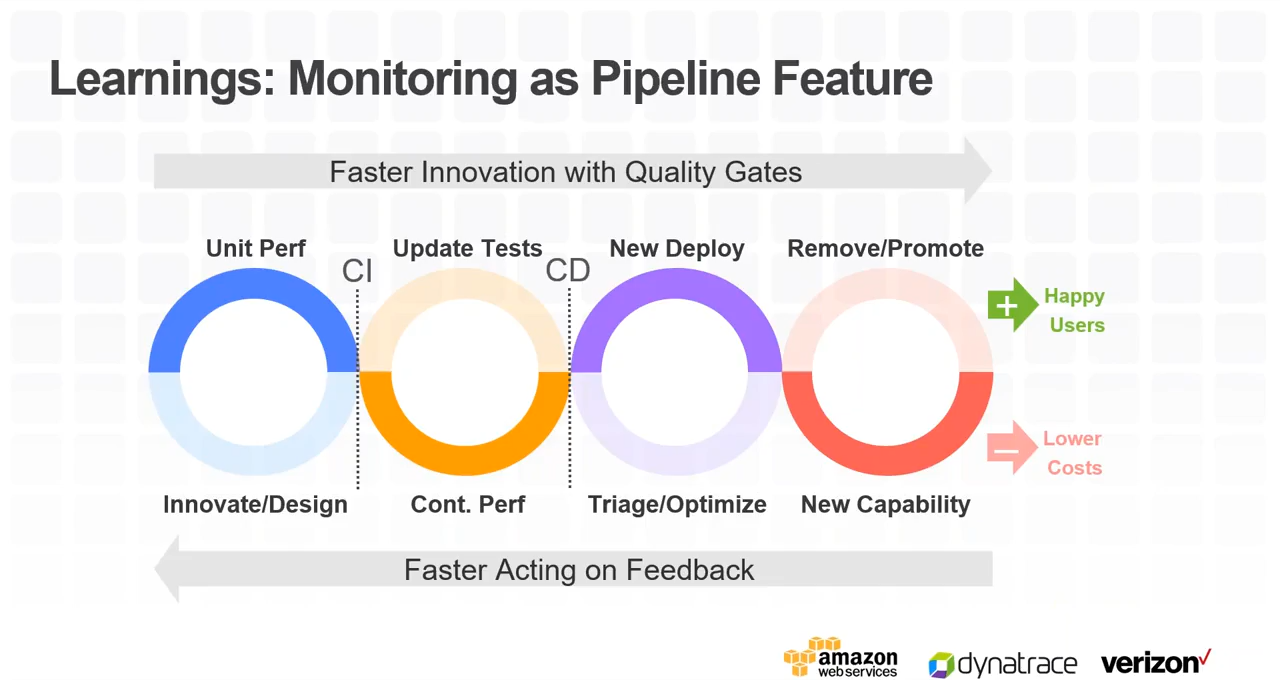 Learnings: Monitoring as Pipeline Feature
Faster Innovation with Quality Gates
Unit Perf
CI
Update Tests
CD
New Deploy
Remove/Promote
+
Happy
Users
−
Lower
Costs
Innovate/Design
Cont. Perf
Triage/Optimize
New Capability
Faster Acting on Feedback
amazon
webservices
dynatrace
verizon✓